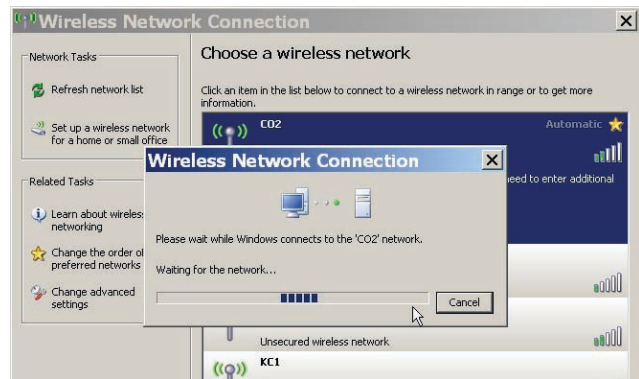 Wireless Network Connection
Network Tasks
Refresh network list
Set up a wireless network
for a home or small office
Related Tasks
Learn about wireles
networking
Change the order of
preferred networks
Change advanced
settings
Choose a wireless network
Click an item in the list below to connect to a wireless network in range or to get more
information.
CO2
Automatic
need to enter additional
Wireless Network Connection
Please wait while Windows connects to the 'CO2' network.
Waiting for the network...
Cancel
Unsecured wireless network
KC1